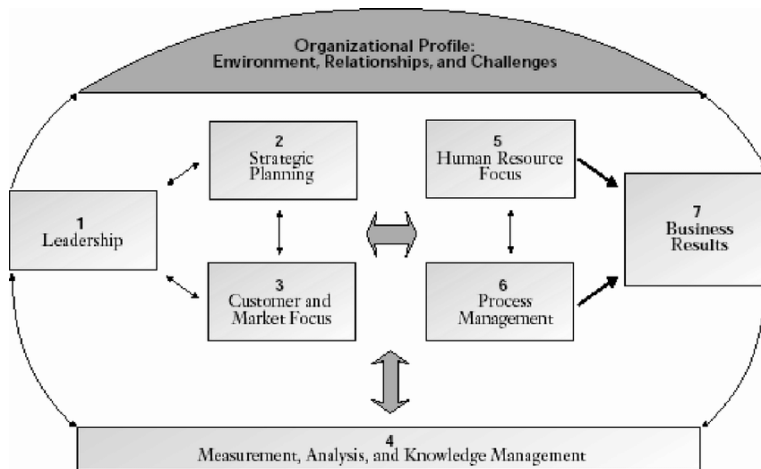 Organizational Profile:
Environment, Relationships, and Challenges
2
Strategic
Planning
5
Human Resource
Focus
1
Leadership
7
Business
Results
3
Customer and
Market Focus
6
Process
Management
4
Measurement, Analysis, and Knowledge Management